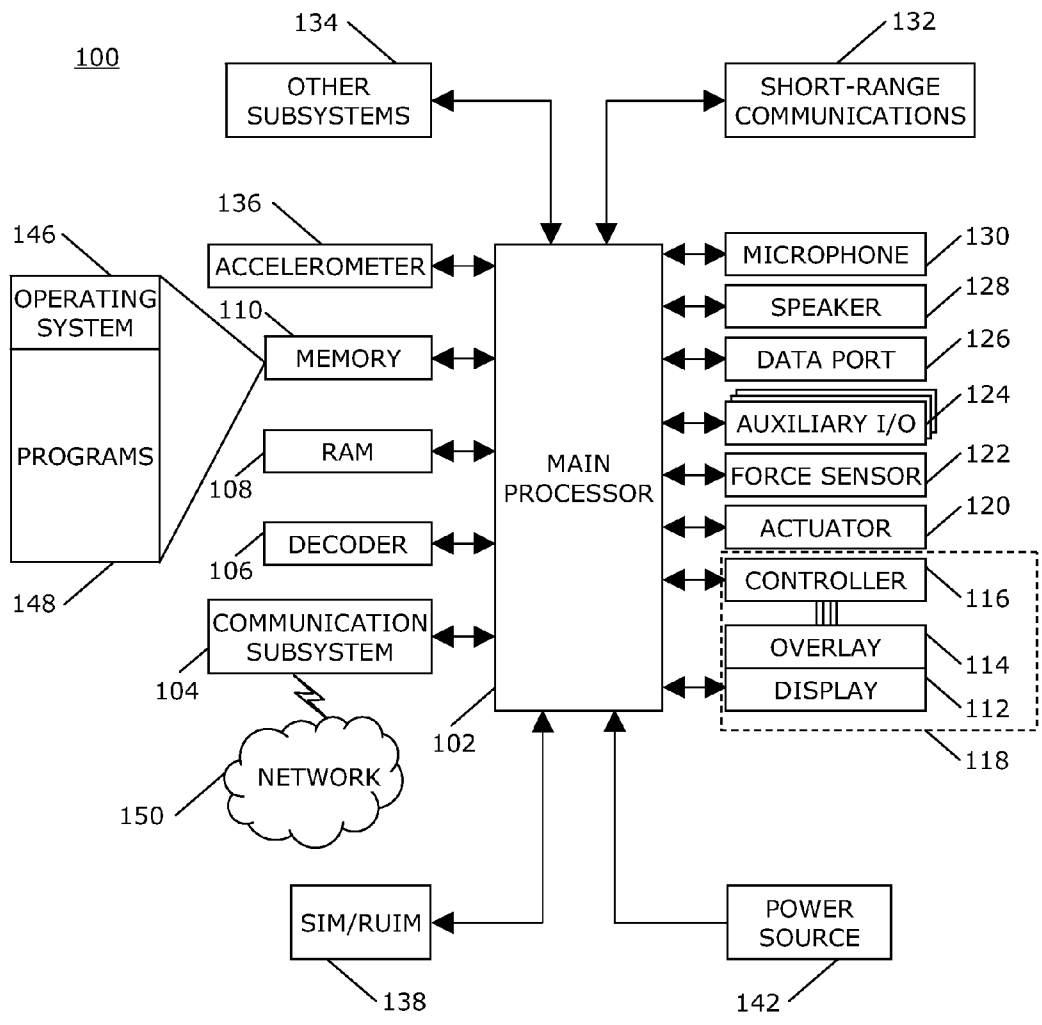 134
132
100
OTHER
SUBSYSTEMS
SHORT-RANGE
COMMUNICATIONS
136
146
ACCELEROMETER
MICROPHONE
130
OPERATING
SYSTEM
110
SPEAKER
128
MEMORY
DATA PORT
126
124
AUXILIARY I/O
PROGRAMS
RAM
108
MAIN
PROCESSOR
FORCE SENSOR
122
ACTUATOR
120
DECODER
106
148
CONTROLLER
116
COMMUNICATION
SUBSYSTEM
104
OVERLAY
114
DISPLAY
112
102
118
NETWORK
150
SIM/RUIM
138
POWER
SOURCE
142